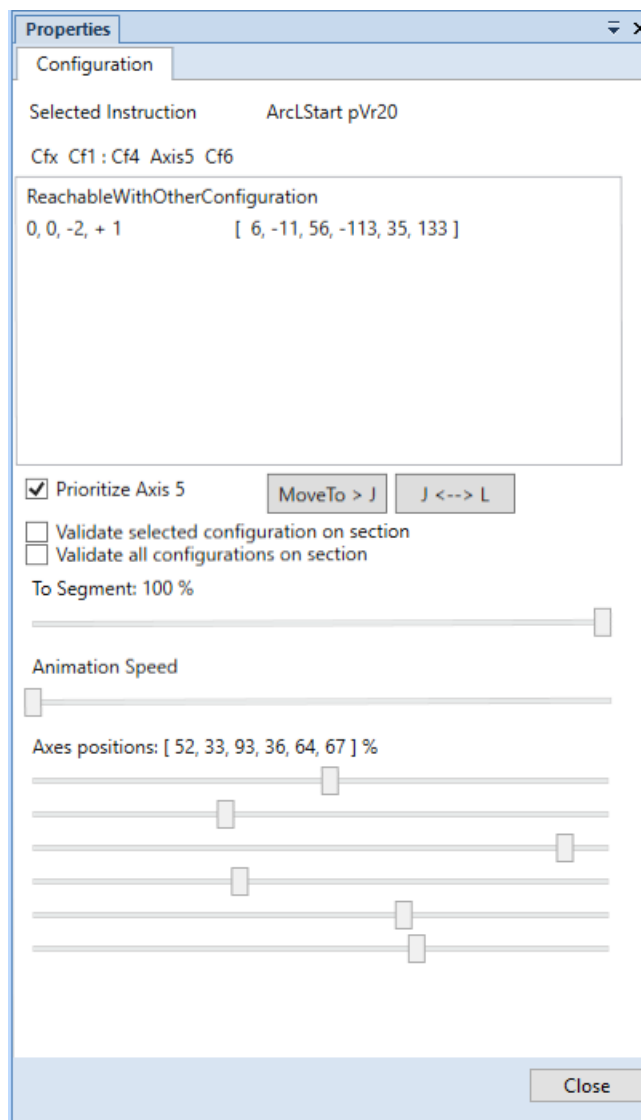 Properties
Configuration
Selected Instruction ArcLStart pVr20
Cfx Cf1 : Cf4 Axis5 Cf6
ReachableWithOtherConfiguration
0, 0, -2, + 1 [ 6, -11, 56, -113, 35, 133 ]
Prioritize Axis 5 MoveTo > J J <--> L
Validate selected configuration on section
Validate all configurations on section
To Segment: 100 %
Animation Speed
Axes positions: [ 52, 33, 93, 36, 64, 67 ] %
Close